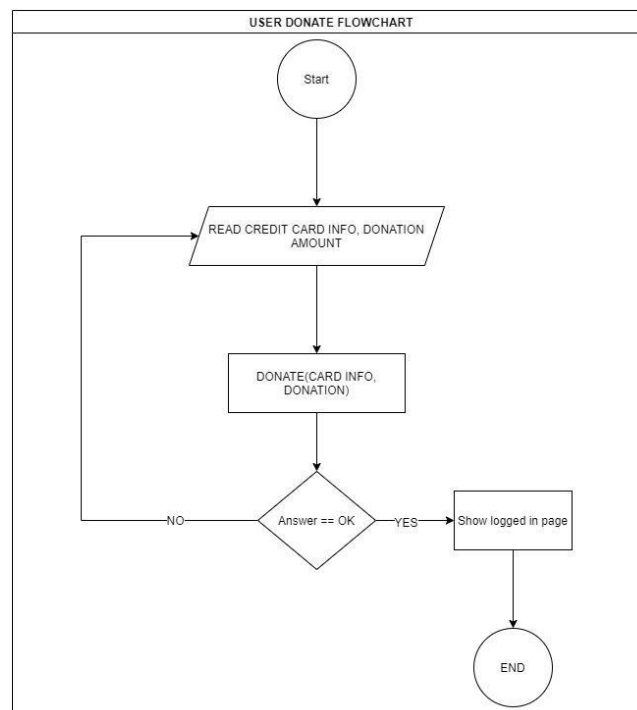 USER DONATE FLOWCHART
Start
READ CREDIT CARD INFO, DONATION
AMOUNT
DONATE(CARD INFO,
DONATION)
NO
Answer == OK
YES
Show logged in page
END